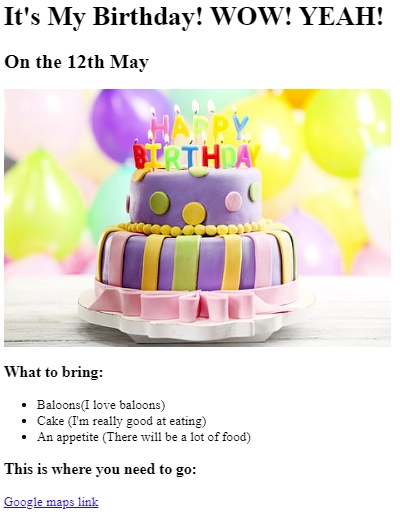 It's My Birthday! WOW! YEAH!
On the 12th May
HAPPY
BIRTHDAY
What to bring:
Baloons(I love baloons)
Cake (I'm really good at eating)
An appetite (There will be a lot of food)
This is where you need to go:
Google maps link